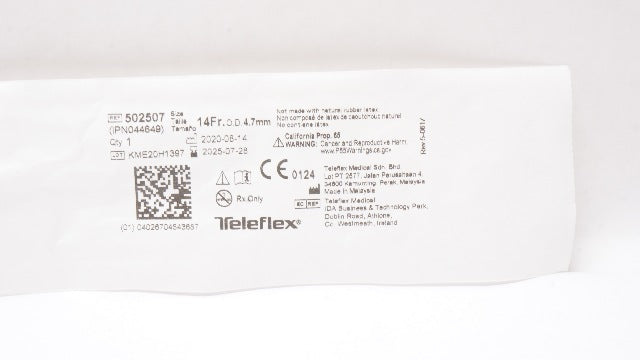 REF 502507
(IPN044649)
Qty 1
LOT KME20H1397
Size
Taille
Tamaño
14Fr. O.D. 4.7mm
2020-08-14
2025-07-28
Rx Only
CE 0124
(01) 04026704543667
Teleflex®
Not made with natural rubber latex
Non composé de latex de caoutchouc naturel
No contiene látex
California Prop. 65
WARNING: Cancer and Reproductive Harm
www.P65Warnings.ca.gov
Teleflex Medical Sdn. Bhd.
Lot PT 2577, Jalan Perusahaan 4,
34600 Kamunting, Perak, Malaysia
Made in Malaysia
EC REP
Teleflex Medical
IDA Business & Technology Park,
Dublin Road, Athlone,
Co. Westmeath, Ireland